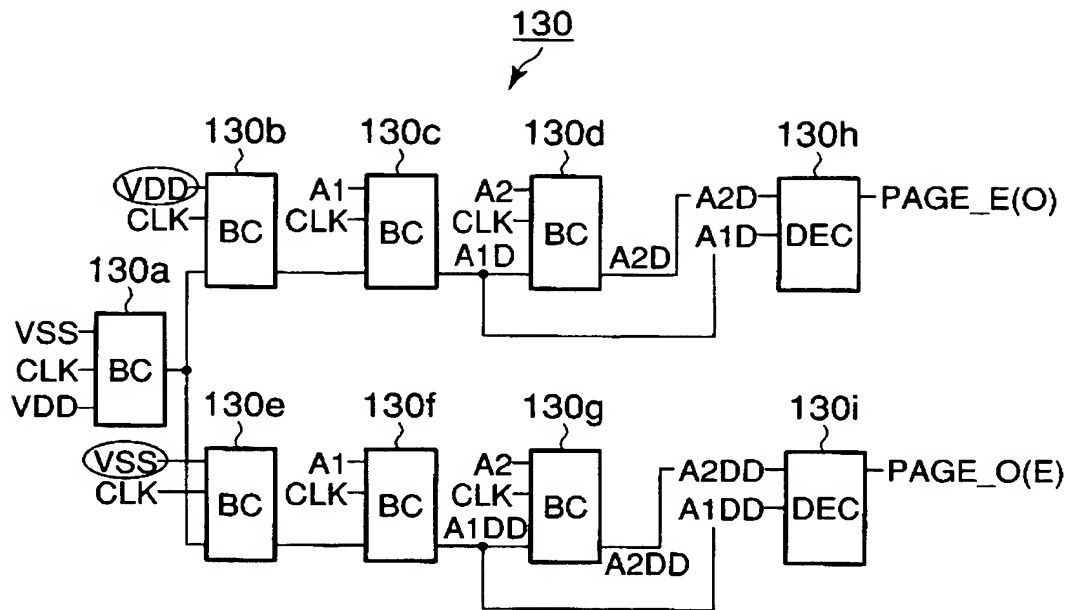 130
130b
130c
130d
130h
VDD
CLK
BC
A1
CLK
BC
A1D
A2
CLK
BC
A2D
A2D
A1D
DEC
PAGE_E(O)
130a
VSS
CLK
VDD
BC
130e
130f
130g
130i
VSS
CLK
BC
A1
CLK
BC
A1DD
A2
CLK
BC
A2DD
A2DD
A1DD
DEC
PAGE_O(E)